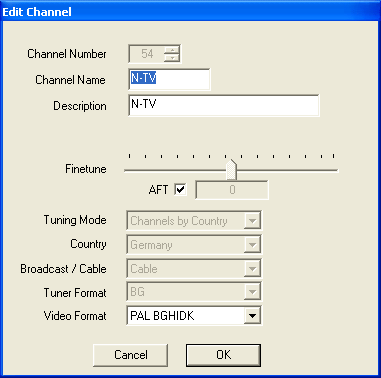 Edit Channel
Channel Number 54
Channel Name N-TV
Description N-TV
Finetune
AFT 0
Tuning Mode Channels by Country
Country Germany
Broadcast / Cable Cable
Tuner Format BG
Video Format PAL BGHIDK
Cancel OK